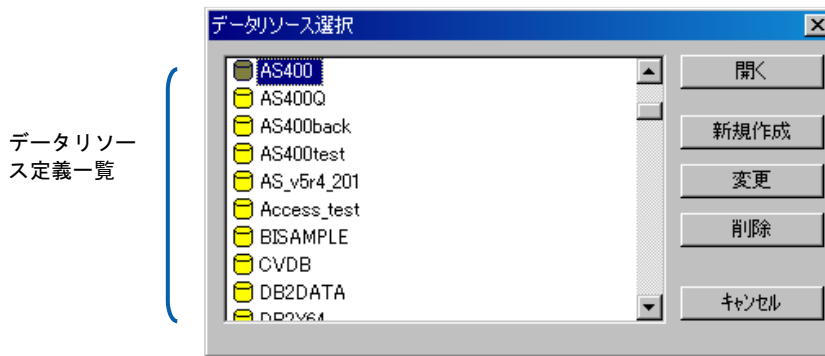 データリソース選択
AS400
AS400Q
AS400back
AS400test
AS_v5r4_201
Access_test
BISAMPLE
CVDB
DB2DATA
開く
新規作成
変更
削除
キャンセル
データリソー
ス定義一覧